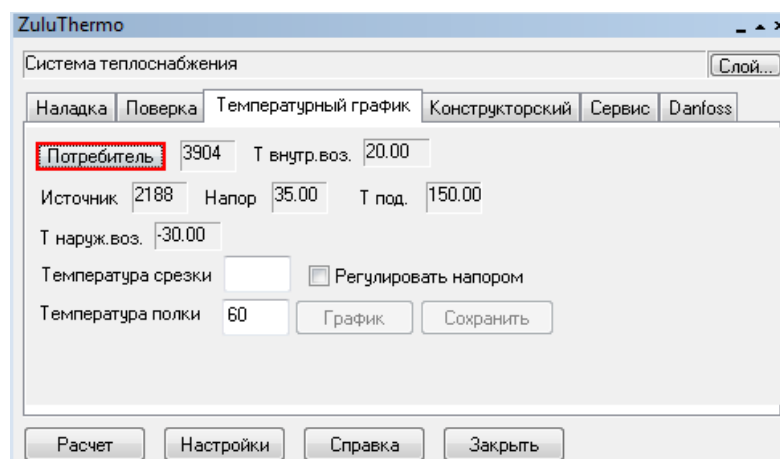 ZuluThermo
Система теплоснабжения Слой...
Наладка Поверка Температурный график Конструкторский Сервис Danfoss
Потребитель 3904 Т внутр.воз. 20.00
Источник 2188 Напор 35.00 Т под. 150.00
Т наруж.воз. -30.00
Температура срезки Регулировать напором
Температура полки 60 График Сохранить
Расчет Настройки Справка Закрыть